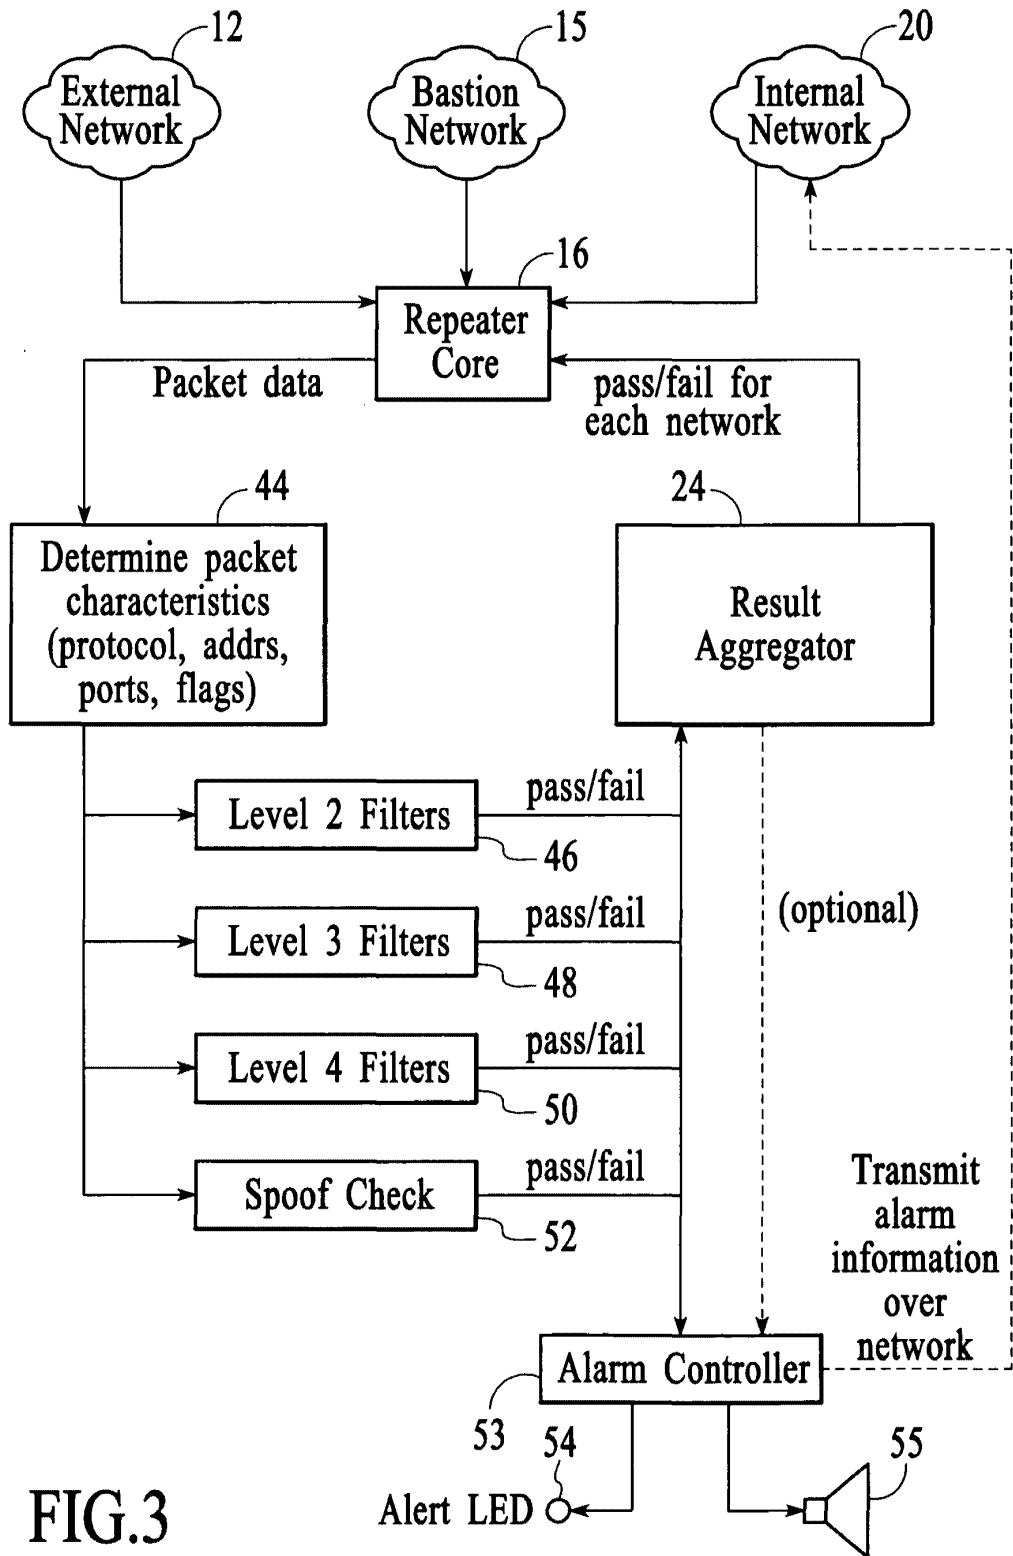 12
15
20
External
Network
Bastion
Network
Internal
Network
16
Repeater
Core
Packet data
pass/fail for
each network
44
24
Determine packet
characteristics
(protocol, addrs,
ports, flags)
Result
Aggregator
Level 2 Filters
pass/fail
46
(optional)
Level 3 Filters
pass/fail
48
Level 4 Filters
pass/fail
50
Spoof Check
pass/fail
52
Transmit
alarm
information
over
network
Alarm Controller
53
54
55
Alert LED
FIG.3